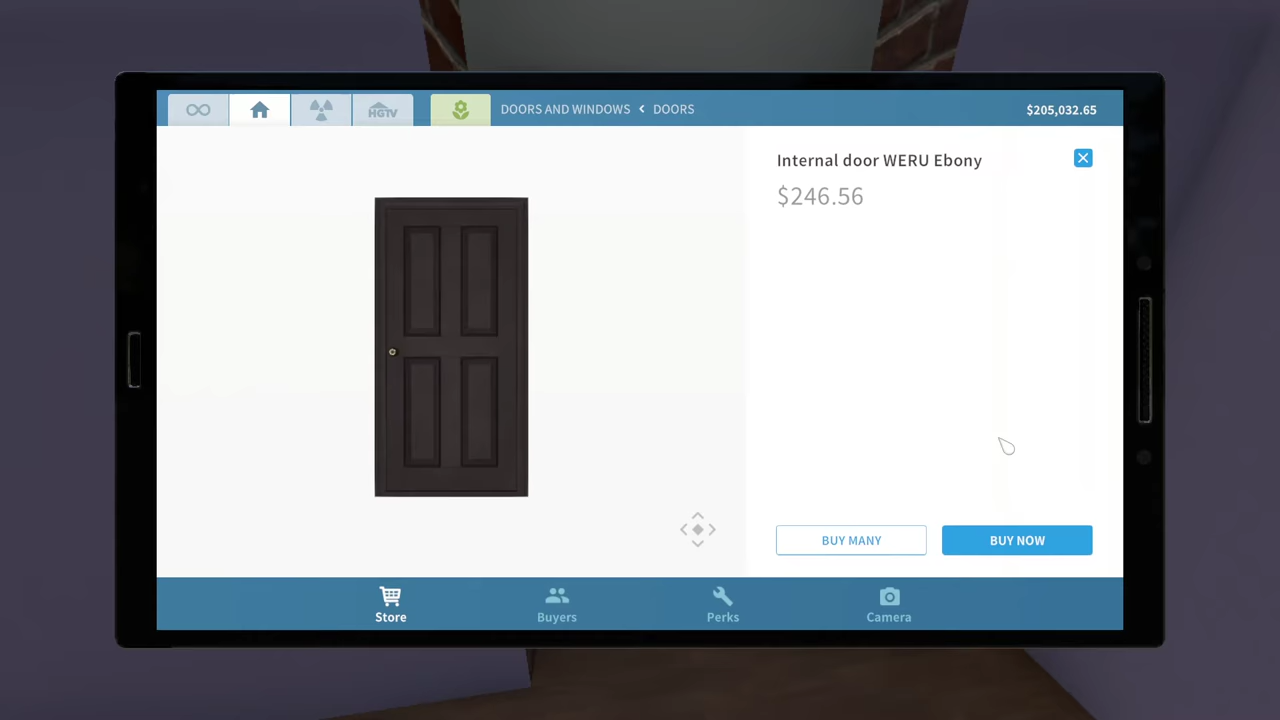 HGTV
DOORS AND WINDOWS < DOORS
$205,032.65
Internal door WERU Ebony
$246.56
BUY MANY
BUY NOW
Store
Buyers
Perks
Camera